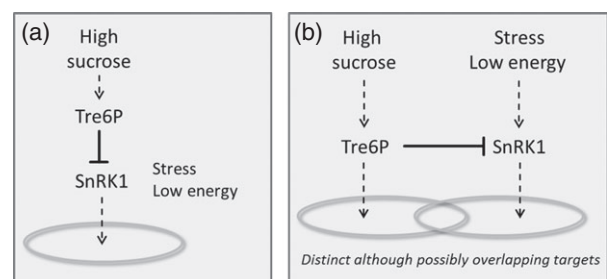 (a)
High
sucrose
Tre6P
SnRK1
Stress
Low energy
(b)
High
sucrose
Stress
Low energy
Tre6P
SnRK1
Distinct although possibly overlapping targets